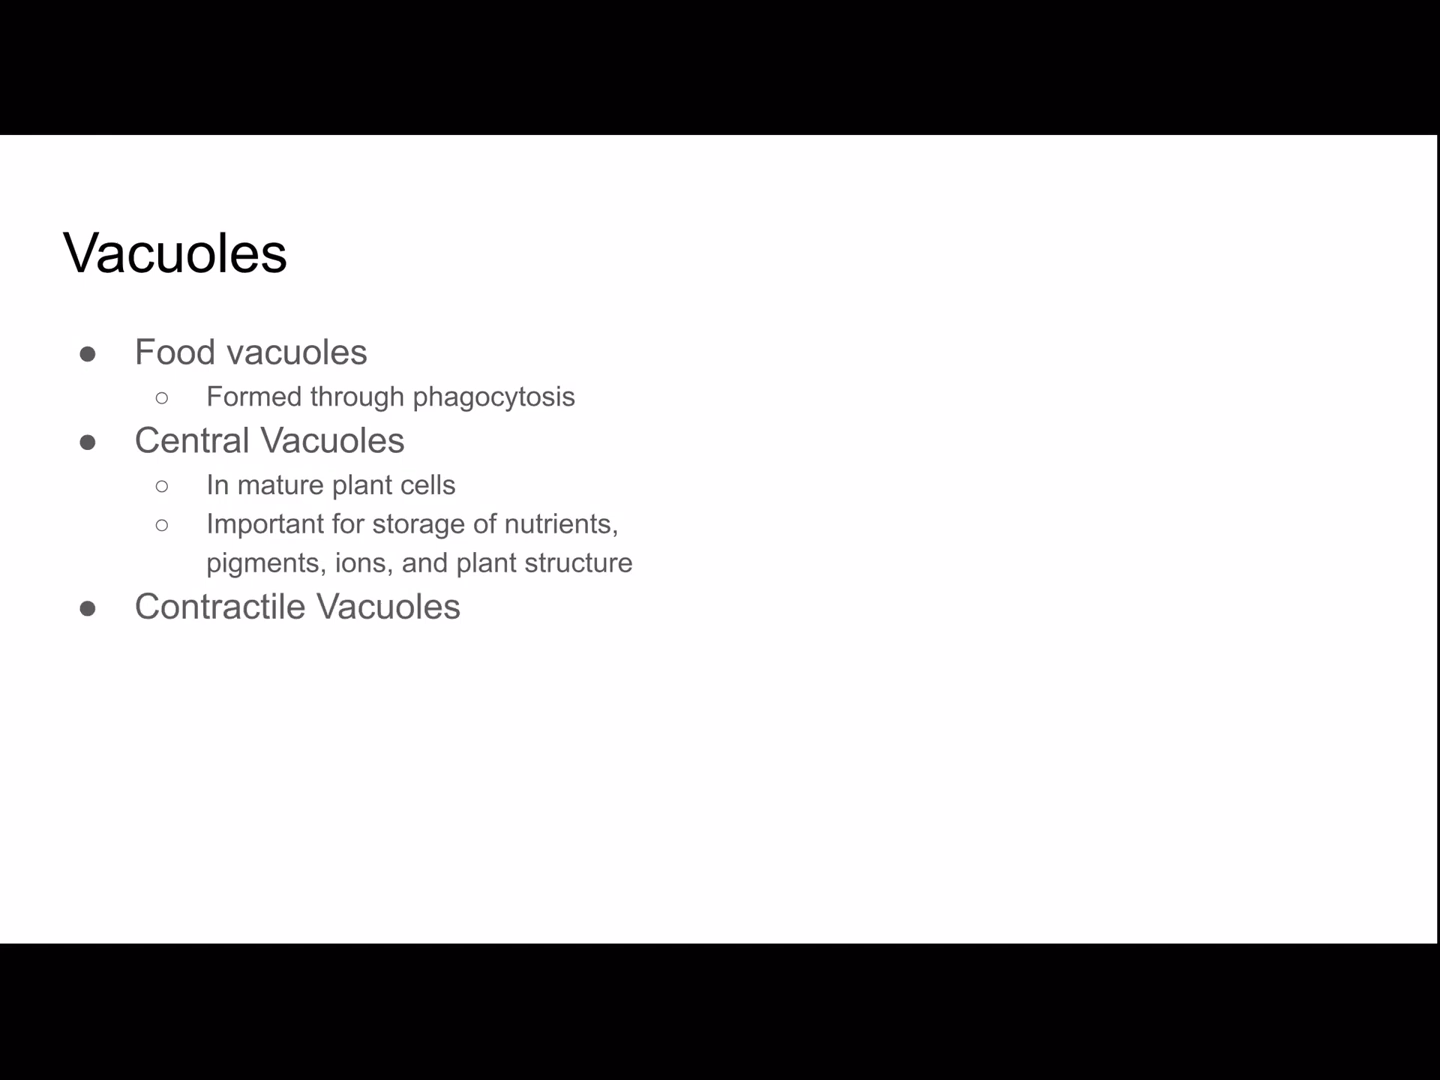 Vacuoles
● Food vacuoles
○ Formed through phagocytosis
● Central Vacuoles
○ In mature plant cells
○ Important for storage of nutrients,
pigments, ions, and plant structure
● Contractile Vacuoles